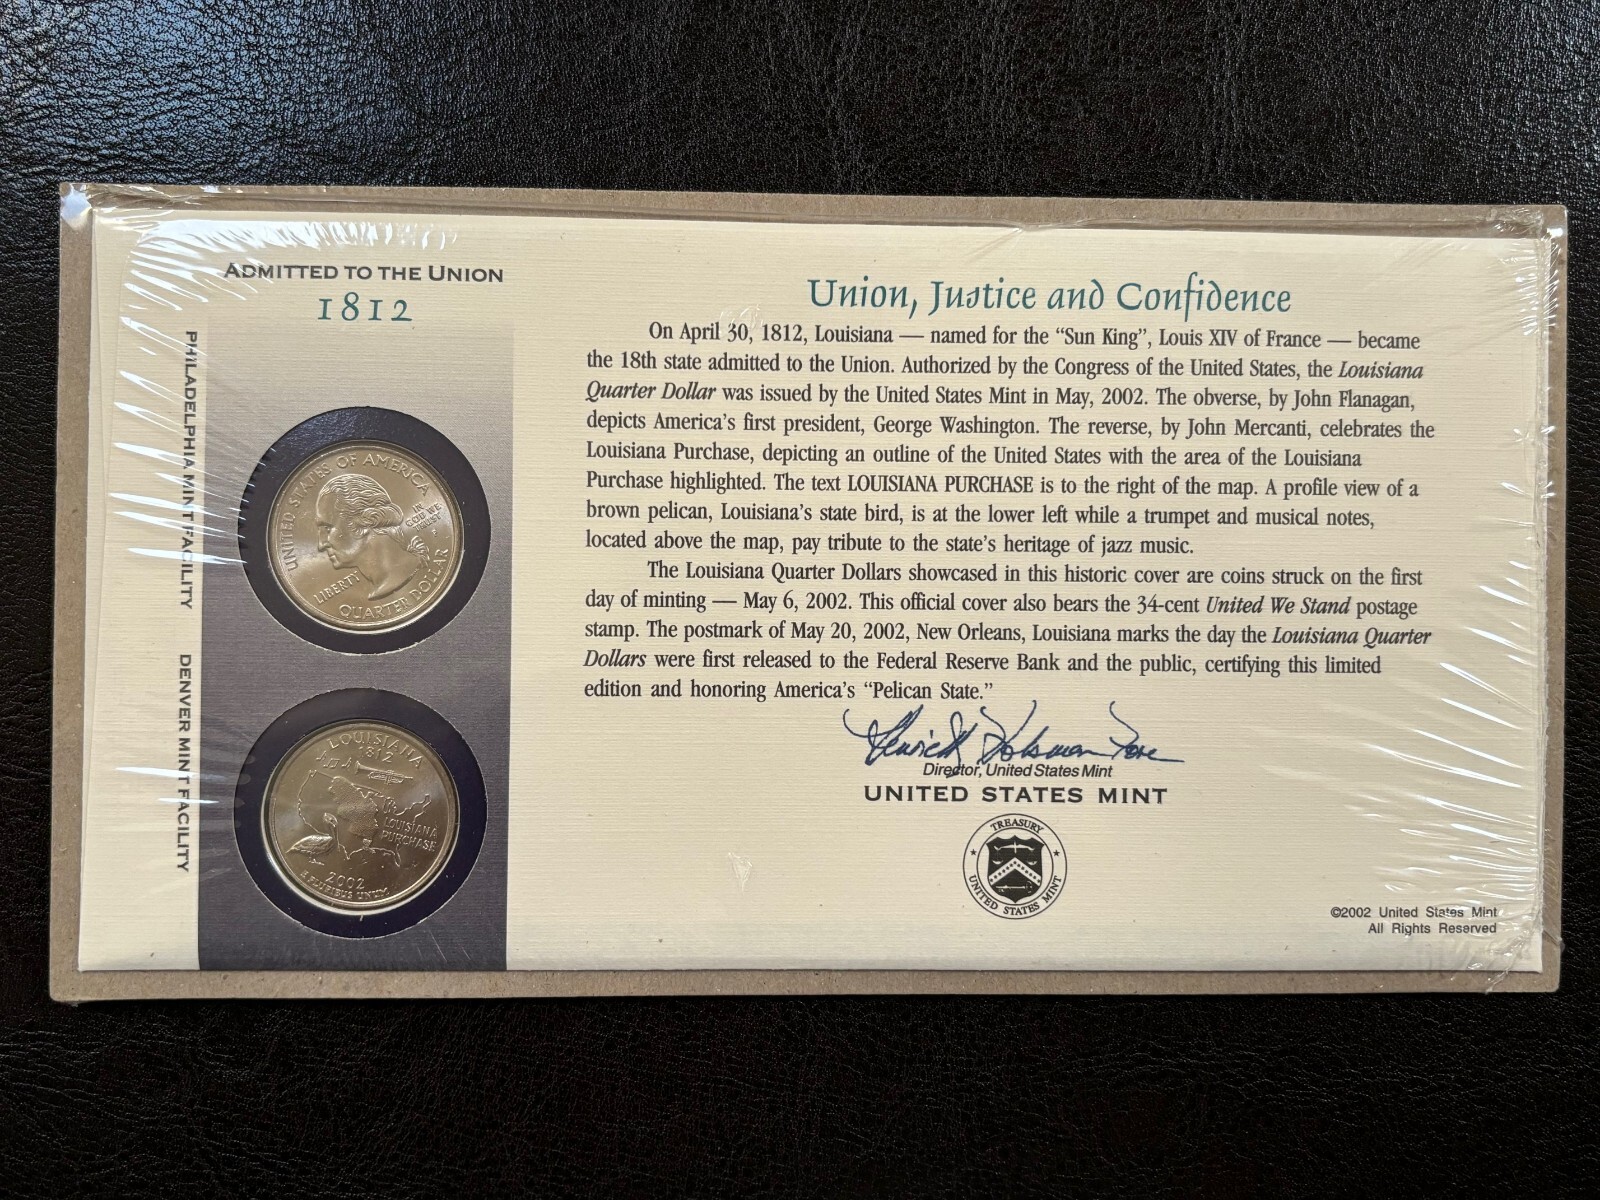 ADMITTED TO THE UNION
1812
PHILADELPHIA MINT FACILITY
DENVER MINT FACILITY
UNITED STATES OF AMERICA
IN
GOD WE
TRUST
P
LIBERTY
QUARTER DOLLAR
LOUISIANA
1812
LOUISIANA
PURCHASE
2002
E PLURIBUS UNUM
Union, Justice and Confidence
On April 30, 1812, Louisiana — named for the “Sun King”, Louis XIV of France — became
the 18th state admitted to the Union. Authorized by the Congress of the United States, the Louisiana
Quarter Dollar was issued by the United States Mint in May, 2002. The obverse, by John Flanagan,
depicts America’s first president, George Washington. The reverse, by John Mercanti, celebrates the
Louisiana Purchase, depicting an outline of the United States with the area of the Louisiana
Purchase highlighted. The text LOUISIANA PURCHASE is to the right of the map. A profile view of a
brown pelican, Louisiana’s state bird, is at the lower left while a trumpet and musical notes,
located above the map, pay tribute to the state’s heritage of jazz music.
The Louisiana Quarter Dollars showcased in this historic cover are coins struck on the first
day of minting — May 6, 2002. This official cover also bears the 34-cent United We Stand postage
stamp. The postmark of May 20, 2002, New Orleans, Louisiana marks the day the Louisiana Quarter
Dollars were first released to the Federal Reserve Bank and the public, certifying this limited
edition and honoring America’s “Pelican State.”
Henrietta Holsman Fore
Director, United States Mint
UNITED STATES MINT
TREASURY
UNITED STATES MINT
©2002 United States Mint
All Rights Reserved